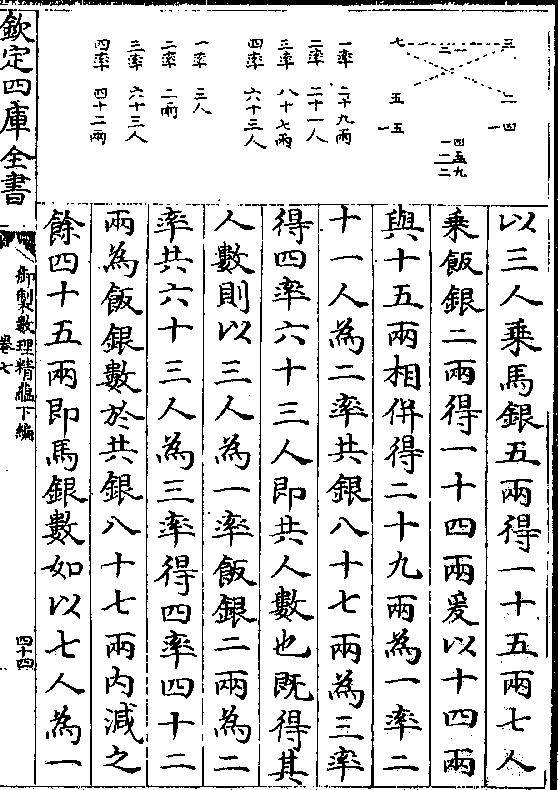 三
二
一四
二一
七
五
一五
一率　二十九兩
二率　二十一人
三率　八十七兩
四率　六十三人
一率　三人
二率　二兩
三率　六十三人
四率　四十二兩
以三人乘馬銀五兩得一十五兩七人
乘飯銀二兩得一十四兩爰以十四兩
與十五兩相併得二十九兩為一率二
十一人為二率共銀八十七兩為三率
得四率六十三人即共人數也既得其
人數則以三人為一率飯銀二兩為二
率共六十三人為三率得四率四十二
兩為飯銀數於共銀八十七兩內減之
餘四十五兩即馬銀數如以七人為一
欽定四庫全書
御製數理精蘊下編
卷七
四十四